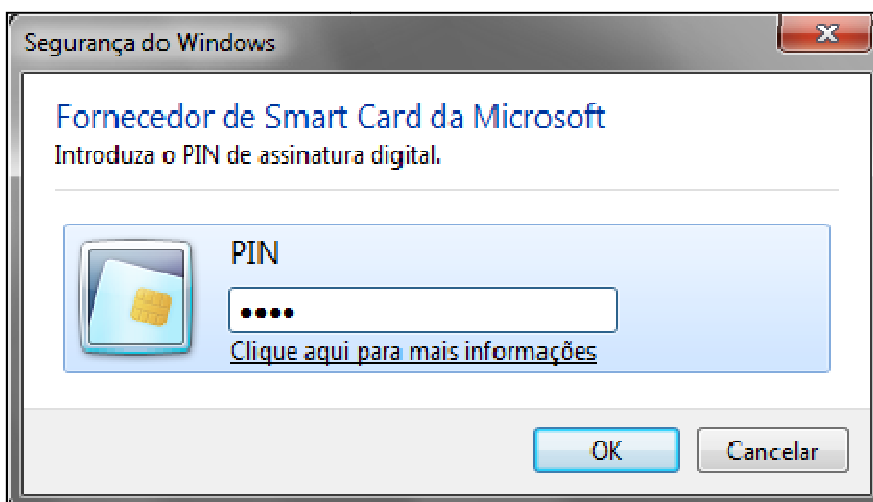 Segurança do Windows
Fornecedor de Smart Card da Microsoft
Introduza o PIN de assinatura digital.
PIN
••••
Clique aqui para mais informações
OK
Cancelar